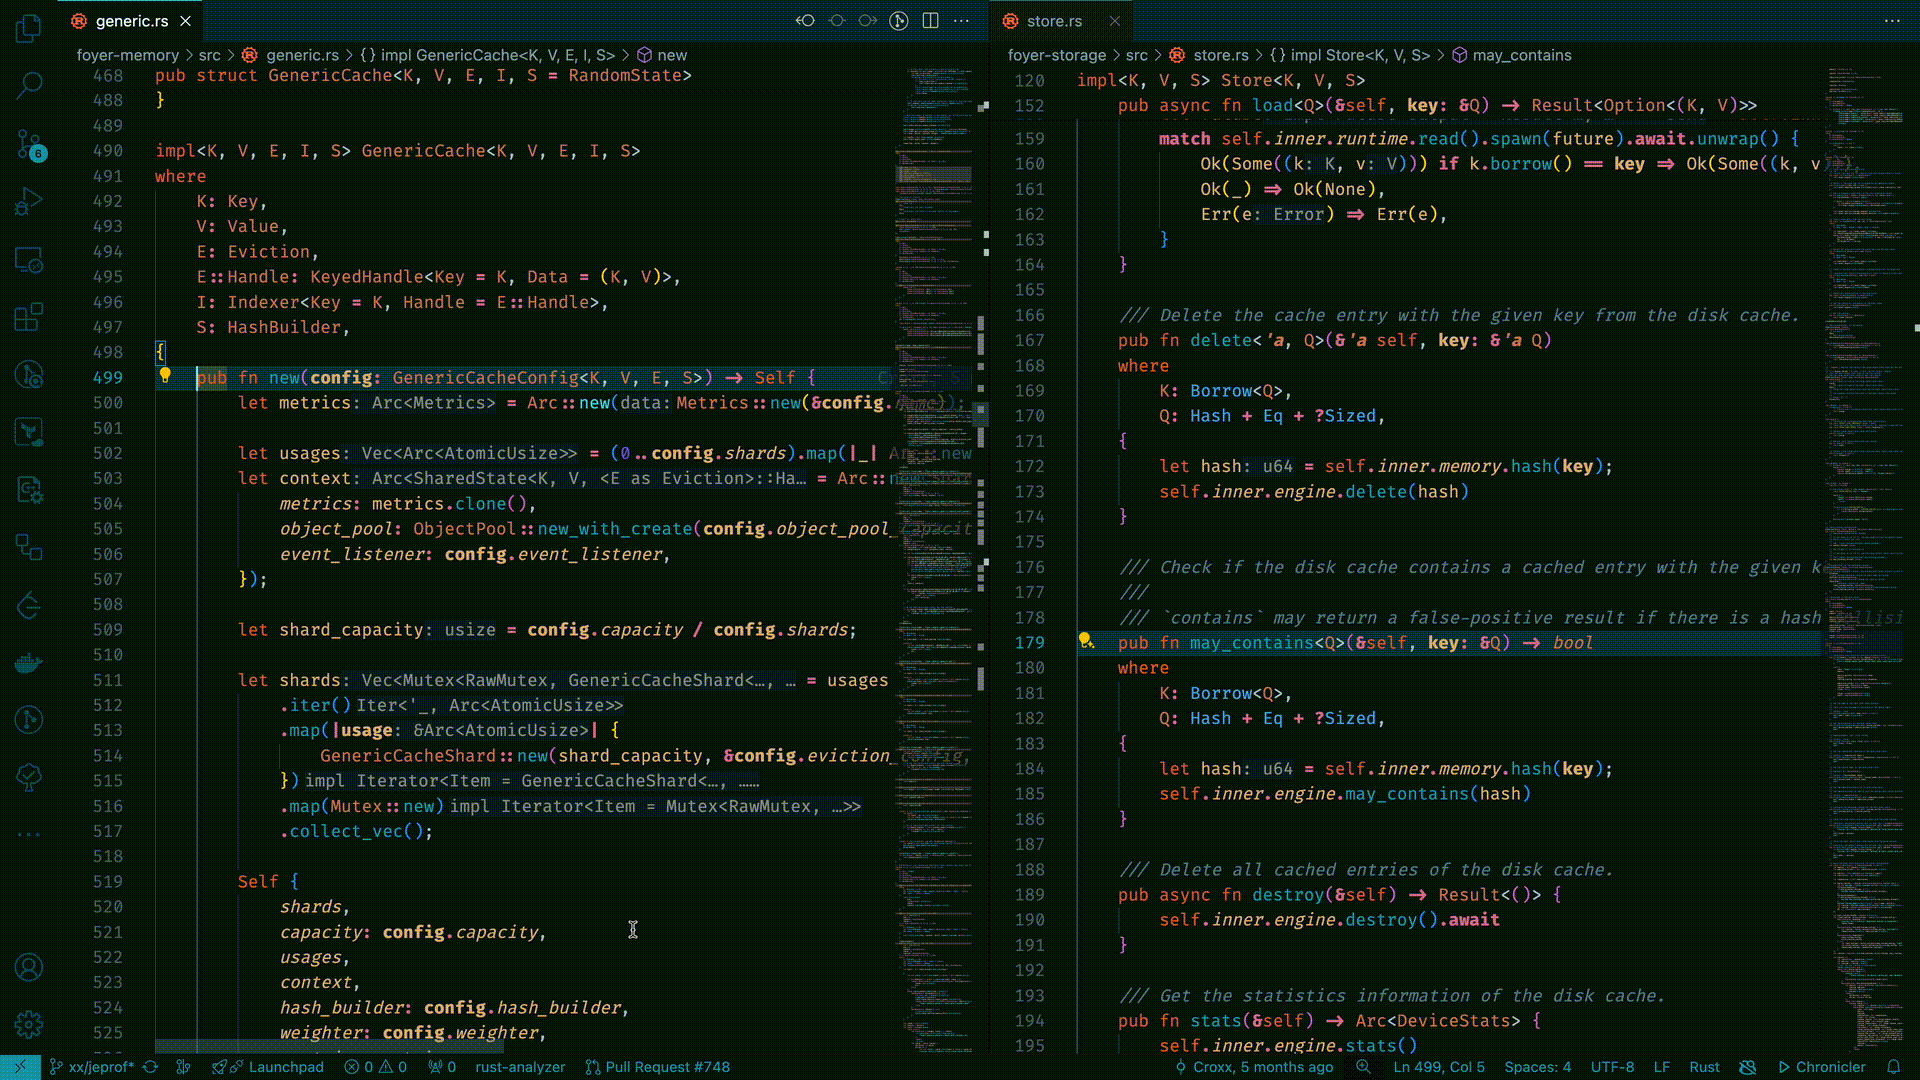 generic.rs
foyer-memory > src > generic.rs > {} impl GenericCache<K, V, E, I, S> > new
468 pub struct GenericCache<K, V, E, I, S = RandomState>
488 }
489
490 impl<K, V, E, I, S> GenericCache<K, V, E, I, S>
491 where
492 K: Key,
493 V: Value,
494 E: Eviction,
495 E::Handle: KeyedHandle<Key = K, Data = (K, V)>,
496 I: Indexer<Key = K, Handle = E::Handle>,
497 S: HashBuilder,
498 {
499 pub fn new(config: GenericCacheConfig<K, V, E, S>) → Self {
500 let metrics: Arc<Metrics> = Arc::new(data: Metrics::new(&config.name));
501
502 let usages: Vec<Arc<AtomicUsize>> = (0..config.shards).map(|_| Arc::new
503 let context: Arc<SharedState<K, V, <E as Eviction>::Ha… = Arc::new
504 metrics: metrics.clone(),
505 object_pool: ObjectPool::new_with_create(config.object_pool_capacit
506 event_listener: config.event_listener,
507 });
508
509 let shard_capacity: usize = config.capacity / config.shards;
510
511 let shards: Vec<Mutex<RawMutex, GenericCacheShard<…, … = usages
512 .iter() Iter<'_, Arc<AtomicUsize>>
513 .map(|usage: &Arc<AtomicUsize>| {
514 GenericCacheShard::new(shard_capacity, &config.eviction_config,
515 }) impl Iterator<Item = GenericCacheShard<…, ……
516 .map(Mutex::new) impl Iterator<Item = Mutex<RawMutex, …>>
517 .collect_vec();
518
519 Self {
520 shards,
521 capacity: config.capacity,
522 usages,
523 context,
524 hash_builder: config.hash_builder,
525 weighter: config.weighter,
store.rs
foyer-storage > src > store.rs > {} impl Store<K, V, S> > may_contains
120 impl<K, V, S> Store<K, V, S>
152 pub async fn load<Q>(&self, key: &Q) → Result<Option<(K, V)>>
159 match self.inner.runtime.read().spawn(future).await.unwrap() {
160 Ok(Some((k: K, v: V))) if k.borrow() == key ⇒ Ok(Some((k, v))),
161 Ok(_) ⇒ Ok(None),
162 Err(e: Error) ⇒ Err(e),
163 }
164 }
165
166 /// Delete the cache entry with the given key from the disk cache.
167 pub fn delete<'a, Q>(&'a self, key: &'a Q)
168 where
169 K: Borrow<Q>,
170 Q: Hash + Eq + ?Sized,
171 {
172 let hash: u64 = self.inner.memory.hash(key);
173 self.inner.engine.delete(hash)
174 }
175
176 /// Check if the disk cache contains a cached entry with the given k
177 ///
178 /// `contains` may return a false-positive result if there is a hash collisi
179 pub fn may_contains<Q>(&self, key: &Q) → bool
180 where
181 K: Borrow<Q>,
182 Q: Hash + Eq + ?Sized,
183 {
184 let hash: u64 = self.inner.memory.hash(key);
185 self.inner.engine.may_contains(hash)
186 }
187
188 /// Delete all cached entries of the disk cache.
189 pub async fn destroy(&self) → Result<()> {
190 self.inner.engine.destroy().await
191 }
192
193 /// Get the statistics information of the disk cache.
194 pub fn stats(&self) → Arc<DeviceStats> {
195 self.inner.engine.stats()
xx/jeprof* Launchpad 0 0 0 rust-analyzer Pull Request #748 Croxx, 5 months ago Ln 499, Col 5 Spaces: 4 UTF-8 LF Rust Chronicler